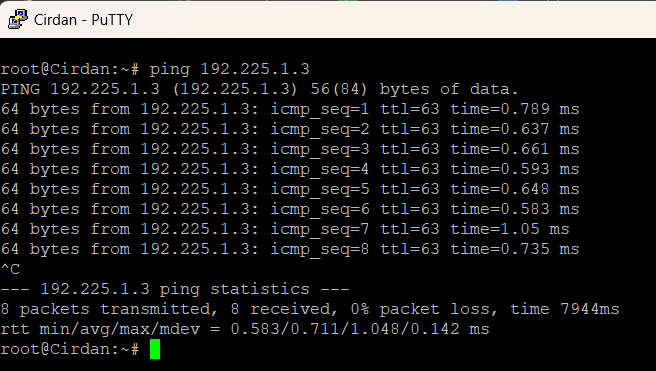 Cirdan - PuTTY
root@Cirdan:~# ping 192.225.1.3
PING 192.225.1.3 (192.225.1.3) 56(84) bytes of data.
64 bytes from 192.225.1.3: icmp_seq=1 ttl=63 time=0.789 ms
64 bytes from 192.225.1.3: icmp_seq=2 ttl=63 time=0.637 ms
64 bytes from 192.225.1.3: icmp_seq=3 ttl=63 time=0.661 ms
64 bytes from 192.225.1.3: icmp_seq=4 ttl=63 time=0.593 ms
64 bytes from 192.225.1.3: icmp_seq=5 ttl=63 time=0.648 ms
64 bytes from 192.225.1.3: icmp_seq=6 ttl=63 time=0.583 ms
64 bytes from 192.225.1.3: icmp_seq=7 ttl=63 time=1.05 ms
64 bytes from 192.225.1.3: icmp_seq=8 ttl=63 time=0.735 ms
^C
--- 192.225.1.3 ping statistics ---
8 packets transmitted, 8 received, 0% packet loss, time 7944ms
rtt min/avg/max/mdev = 0.583/0.711/1.048/0.142 ms
root@Cirdan:~#